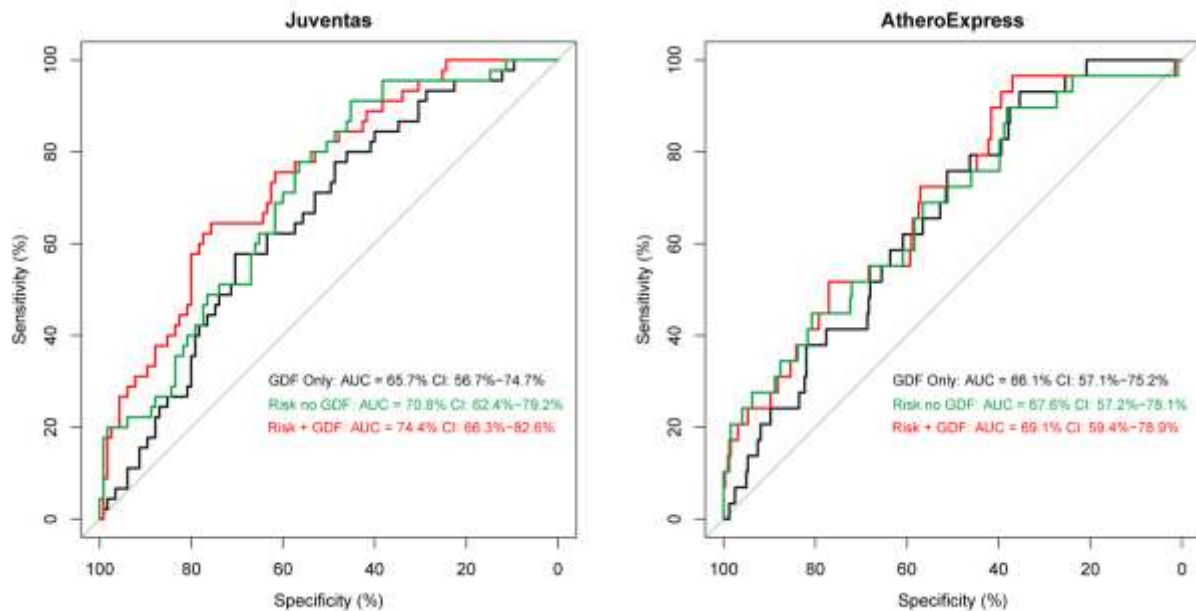 Juventas
100
80
60
40
20
0
Sensitivity (%)
GDF Only: AUC = 65.7% CI: 56.7%−74.7%
Risk no GDF: AUC = 70.8% CI: 62.4%−79.2%
Risk + GDF: AUC = 74.4% CI: 66.3%−82.6%
100 80 60 40 20 0
Specificity (%)
AtheroExpress
100
80
60
40
20
0
Sensitivity (%)
GDF Only: AUC = 66.1% CI: 57.1%−75.2%
Risk no GDF: AUC = 67.6% CI: 57.2%−78.1%
Risk + GDF: AUC = 69.1% CI: 59.4%−78.9%
100 80 60 40 20 0
Specificity (%)